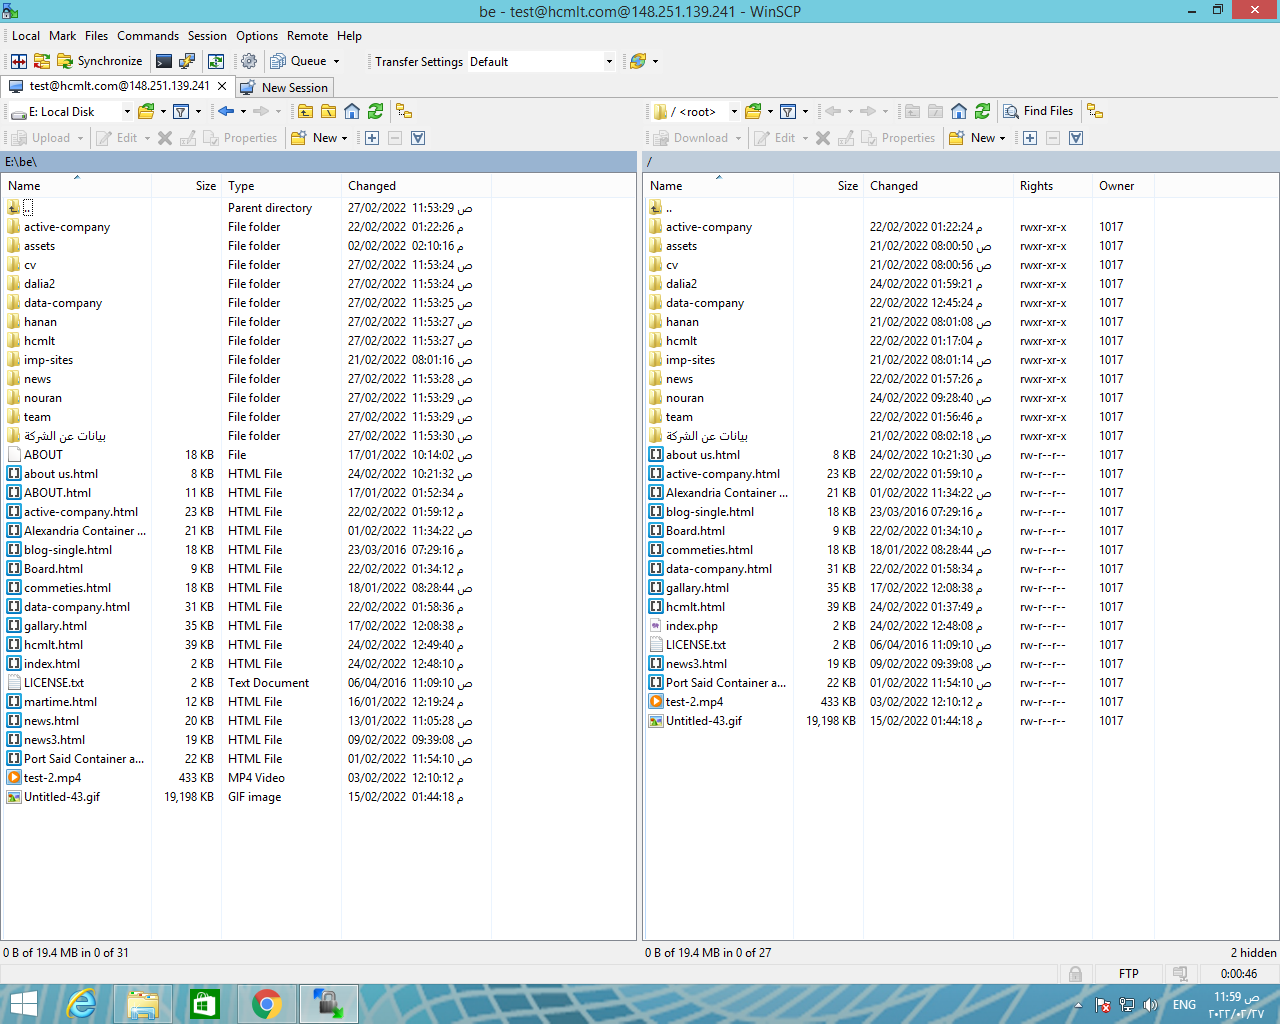 be - test@hcmlt.com@148.251.139.241 - WinSCP
Local Mark Files Commands Session Options Remote Help
Synchronize Queue Transfer Settings Default
test@hcmlt.com@148.251.139.241 New Session
E: Local Disk / <root> Find Files
Upload Edit Properties New Download Edit Properties New
E:\be\ /
Name Size Type Changed
.. Parent directory 27/02/2022 11:53:29 ص
active-company File folder 22/02/2022 01:22:26 م
assets File folder 02/02/2022 02:10:16 م
cv File folder 27/02/2022 11:53:24 ص
dalia2 File folder 27/02/2022 11:53:24 ص
data-company File folder 27/02/2022 11:53:25 ص
hanan File folder 27/02/2022 11:53:27 ص
hcmlt File folder 27/02/2022 11:53:27 ص
imp-sites File folder 21/02/2022 08:01:16 ص
news File folder 27/02/2022 11:53:28 ص
nouran File folder 27/02/2022 11:53:29 ص
team File folder 27/02/2022 11:53:29 ص
بيانات عن الشركة File folder 27/02/2022 11:53:30 ص
ABOUT 18 KB File 17/01/2022 10:14:02 ص
about us.html 8 KB HTML File 24/02/2022 10:21:32 ص
ABOUT.html 11 KB HTML File 17/01/2022 01:52:34 م
active-company.html 23 KB HTML File 22/02/2022 01:59:12 م
Alexandria Container ... 21 KB HTML File 01/02/2022 11:34:22 ص
blog-single.html 18 KB HTML File 23/03/2016 07:29:16 م
Board.html 9 KB HTML File 22/02/2022 01:34:12 م
commeties.html 18 KB HTML File 18/01/2022 08:28:44 ص
data-company.html 31 KB HTML File 22/02/2022 01:58:36 م
gallary.html 35 KB HTML File 17/02/2022 12:08:38 م
hcmlt.html 39 KB HTML File 24/02/2022 12:49:40 م
index.html 2 KB HTML File 24/02/2022 12:48:10 م
LICENSE.txt 2 KB Text Document 06/04/2016 11:09:10 ص
martime.html 12 KB HTML File 16/01/2022 12:19:24 م
news.html 20 KB HTML File 13/01/2022 11:05:28 ص
news3.html 19 KB HTML File 09/02/2022 09:39:08 ص
Port Said Container a... 22 KB HTML File 01/02/2022 11:54:10 ص
test-2.mp4 433 KB MP4 Video 03/02/2022 12:10:12 م
Untitled-43.gif 19,198 KB GIF image 15/02/2022 01:44:18 م
Name Size Changed Rights Owner
..
active-company 22/02/2022 01:22:24 م rwxr-xr-x 1017
assets 21/02/2022 08:00:50 ص rwxr-xr-x 1017
cv 21/02/2022 08:00:56 ص rwxr-xr-x 1017
dalia2 24/02/2022 01:59:21 م rwxr-xr-x 1017
data-company 22/02/2022 12:45:24 م rwxr-xr-x 1017
hanan 21/02/2022 08:01:08 ص rwxr-xr-x 1017
hcmlt 22/02/2022 01:17:04 م rwxr-xr-x 1017
imp-sites 21/02/2022 08:01:14 ص rwxr-xr-x 1017
news 22/02/2022 01:57:26 م rwxr-xr-x 1017
nouran 24/02/2022 09:28:40 ص rwxr-xr-x 1017
team 22/02/2022 01:56:46 م rwxr-xr-x 1017
بيانات عن الشركة 21/02/2022 08:02:18 ص rwxr-xr-x 1017
about us.html 8 KB 24/02/2022 10:21:30 ص rw-r--r-- 1017
active-company.html 23 KB 22/02/2022 01:59:10 م rw-r--r-- 1017
Alexandria Container ... 21 KB 01/02/2022 11:34:22 ص rw-r--r-- 1017
blog-single.html 18 KB 23/03/2016 07:29:16 م rw-r--r-- 1017
Board.html 9 KB 22/02/2022 01:34:10 م rw-r--r-- 1017
commeties.html 18 KB 18/01/2022 08:28:44 ص rw-r--r-- 1017
data-company.html 31 KB 22/02/2022 01:58:34 م rw-r--r-- 1017
gallary.html 35 KB 17/02/2022 12:08:38 م rw-r--r-- 1017
hcmlt.html 39 KB 24/02/2022 01:37:49 م rw-r--r-- 1017
index.php 2 KB 24/02/2022 12:48:08 م rw-r--r-- 1017
LICENSE.txt 2 KB 06/04/2016 11:09:10 ص rw-r--r-- 1017
news3.html 19 KB 09/02/2022 09:39:08 ص rw-r--r-- 1017
Port Said Container a... 22 KB 01/02/2022 11:54:10 ص rw-r--r-- 1017
test-2.mp4 433 KB 03/02/2022 12:10:12 م rw-r--r-- 1017
Untitled-43.gif 19,198 KB 15/02/2022 01:44:18 م rw-r--r-- 1017
0 B of 19.4 MB in 0 of 31 0 B of 19.4 MB in 0 of 27 2 hidden
FTP 0:00:46
ENG 11:59 ص
٢٠٢٢/٠٢/٢٧